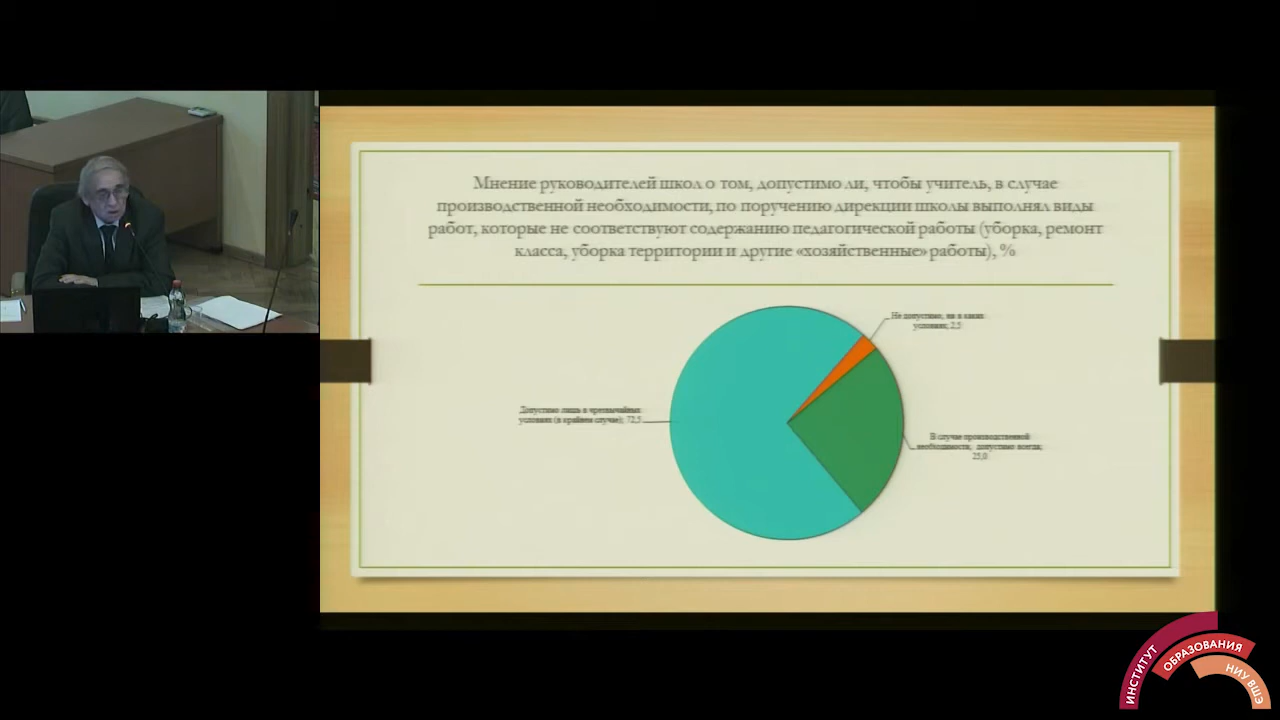 Мнение руководителей школ о том, допустимо ли, чтобы учитель, в случае
производственной необходимости, по поручению дирекции школы выполнял виды
работ, которые не соответствуют содержанию педагогической работы (уборка, ремонт
класса, уборка территории и другие «хозяйственные» работы), %
Не допустимо, ни в каких
условиях; 2,5
Допустимо лишь в чрезвычайных
условиях (в крайнем случае); 72,5
В случае производственной
необходимости, допустимо всегда;
25,0
ИНСТИТУТ
ОБРАЗОВАНИЯ
НИУ ВШЭ